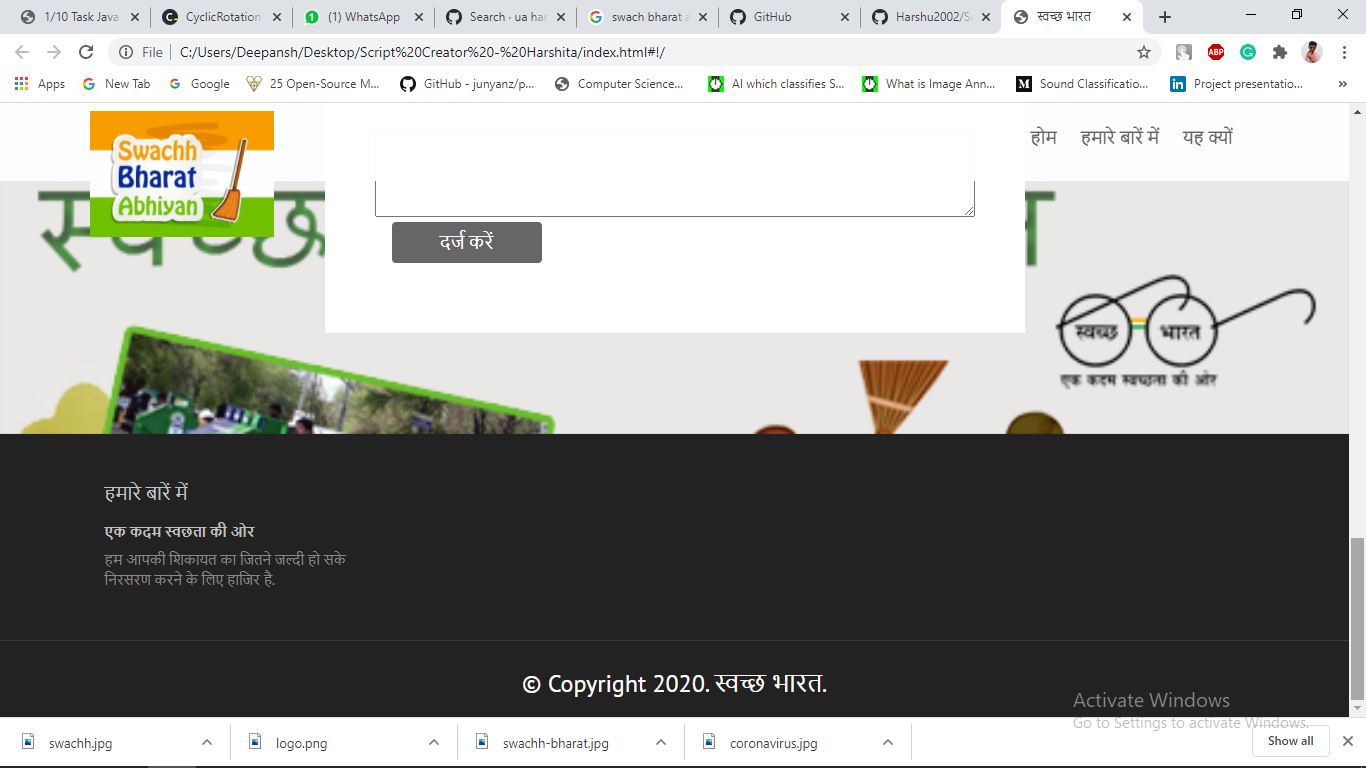 1/10 Task Java
CyclicRotation
(1) WhatsApp
Search · ua har
swach bharat a
GitHub
Harshu2002/S
स्वच्छ भारत
File
C:/Users/Deepansh/Desktop/Script%20Creator%20-%20Harshita/index.html#!/
ABP
Apps
New Tab
Google
25 Open-Source M...
GitHub - junyanz/p...
Computer Science...
AI which classifies S...
What is Image Ann...
Sound Classificatio...
Project presentatio...
Swachh
Bharat
Abhiyan
होम
हमारे बारें में
यह क्यों
स्वच्छ
दर्ज करें
स्वच्छ भारत
एक कदम स्वच्छता की ओर
हमारे बारें में
एक कदम स्वछता की ओर
हम आपकी शिकायत का जितने जल्दी हो सके
निरसरण करने के लिए हाजिर है.
© Copyright 2020. स्वच्छ भारत.
Activate Windows
Go to Settings to activate Windows.
swachh.jpg
logo.png
swachh-bharat.jpg
coronavirus.jpg
Show all